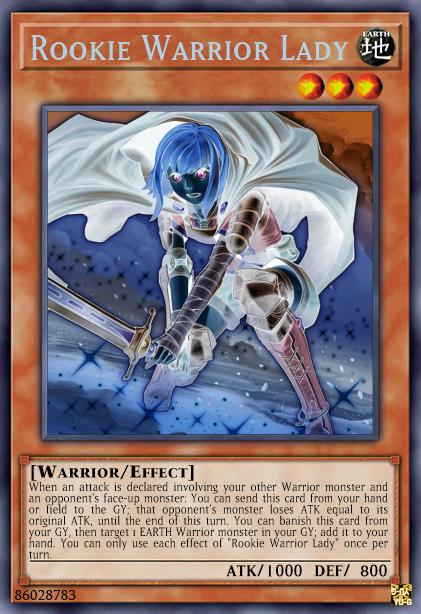 Rookie Warrior Lady
EARTH
地
[Warrior/Effect]
When an attack is declared involving your other Warrior monster and
an opponent's face-up monster: You can send this card from your hand
or field to the GY; that opponent's monster loses ATK equal to its
original ATK, until the end of this turn. You can banish this card from
your GY, then target 1 EARTH Warrior monster in your GY; add it to your
hand. You can only use each effect of "Rookie Warrior Lady" once per
turn.
ATK/1000 DEF/ 800
86028783